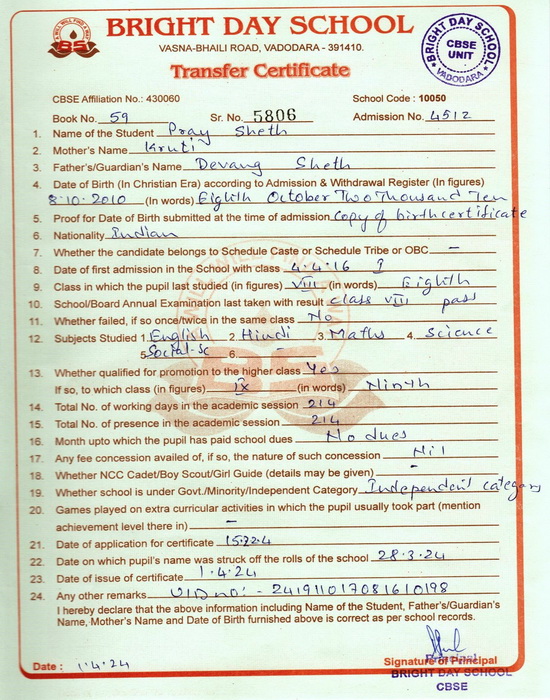 BRIGHT DAY SCHOOL
VASNA-BHAILI ROAD, VADODARA - 391410.
Transfer Certificate
BRIGHT DAY SCHOOL
CBSE
UNIT
VADODARA
CBSE Affiliation No.: 430060 School Code : 10050
Book No. 59 Sr. No. 5806 Admission No. 4512
1. Name of the Student Pray Sheth
2. Mother's Name Kruti
3. Father's/Guardian's Name Devang Sheth
4. Date of Birth (In Christian Era) according to Admission & Withdrawal Register (In figures)
8.10.2010 (In words) Eighth October Two Thousand Ten
5. Proof for Date of Birth submitted at the time of admission Copy of birth certificate
6. Nationality Indian
7. Whether the candidate belongs to Schedule Caste or Schedule Tribe or OBC –
8. Date of first admission in the School with class 4.4.16 I
9. Class in which the pupil last studied (in figures) VIII (in words) Eighth
10. School/Board Annual Examination last taken with result class VIII pass
11. Whether failed, if so once/twice in the same class No
12. Subjects Studied 1. English 2. Hindi 3. Maths 4. Science
5. Social-Sc 6. –
13. Whether qualified for promotion to the higher class Yes
If so, to which class (in figures) IX (in words) Ninth
14. Total No. of working days in the academic session 214
15. Total No. of presence in the academic session 214
16. Month upto which the pupil has paid school dues No dues
17. Any fee concession availed of, if so, the nature of such concession Nil
18. Whether NCC Cadet/Boy Scout/Girl Guide (details may be given) –
19. Whether school is under Govt./Minority/Independent Category Independent category
20. Games played on extra curricular activities in which the pupil usually took part (mention
achievement level there in) –
21. Date of application for certificate
22. Date on which pupil's name was struck off the rolls of the school 28.3.24
23. Date of issue of certificate 1.4.24
24. Any other remarks UID no: - 241911017081610198
I hereby declare that the above information including Name of the Student, Father's/Guardian's
Name, Mother's Name and Date of Birth furnished above is correct as per school records.
Date : 1.4.24 Signature of Principal
Principal
BRIGHT DAY SCHOOL
CBSE